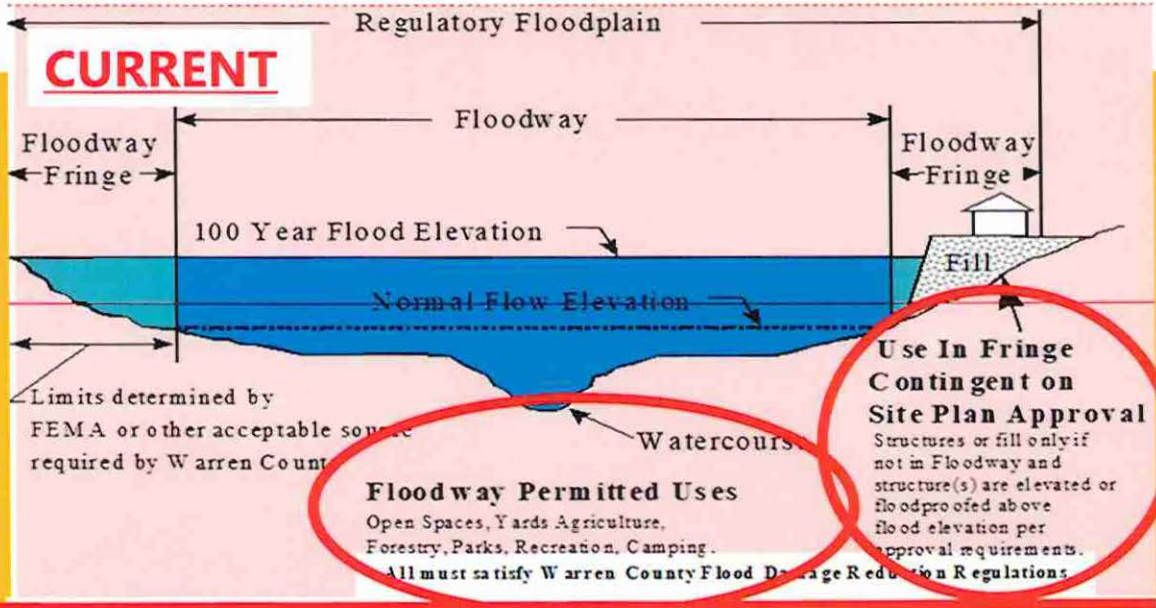 Regulatory Floodplain
CURRENT
Floodway
Fringe
Floodway
Floodway
Fringe
100 Year Flood Elevation
Fill
Normal Flow Elevation
Use In Fringe
Contingent on
Site Plan Approval
Structures or fill only if
not in Floodway and
structure(s) are elevated or
floodproofed above
flood elevation per
approval requirements.
Limits determined by
FEMA or other acceptable source
required by Warren
Watercourse
Floodway Permitted Uses
Open Spaces, Yards Agriculture,
Forestry, Parks, Recreation, Camping.
All must satisfy Warren County Flood Damage Reduction Regulations